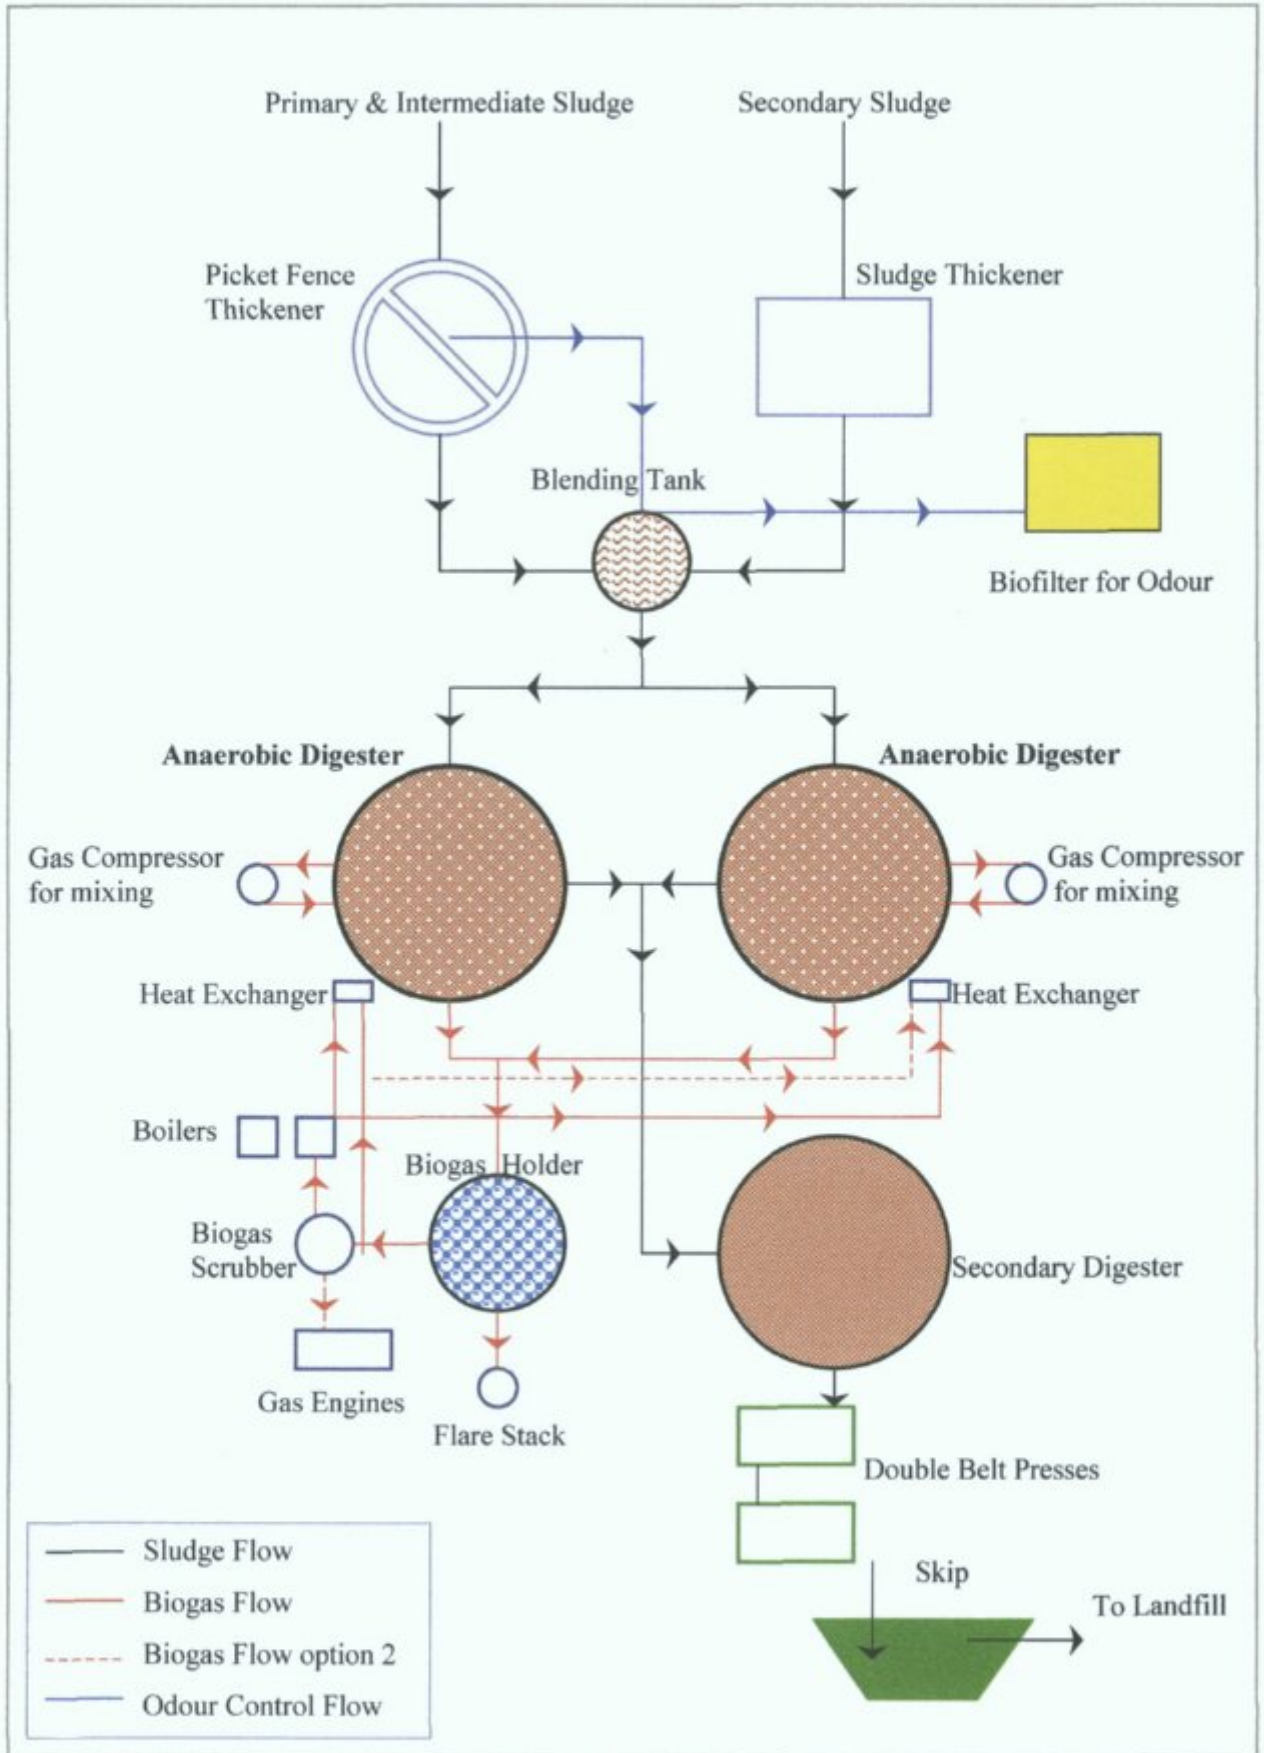 Primary & Intermediate Sludge
Secondary Sludge
Picket Fence
Thickener
Sludge Thickener
Blending Tank
Biofilter for Odour
Anaerobic Digester
Anaerobic Digester
Gas Compressor
for mixing
Gas Compressor
for mixing
Heat Exchanger
Heat Exchanger
Boilers
Biogas Holder
Biogas
Scrubber
Secondary Digester
Gas Engines
Flare Stack
Double Belt Presses
Sludge Flow
Biogas Flow
Biogas Flow option 2
Odour Control Flow
Skip
To Landfill